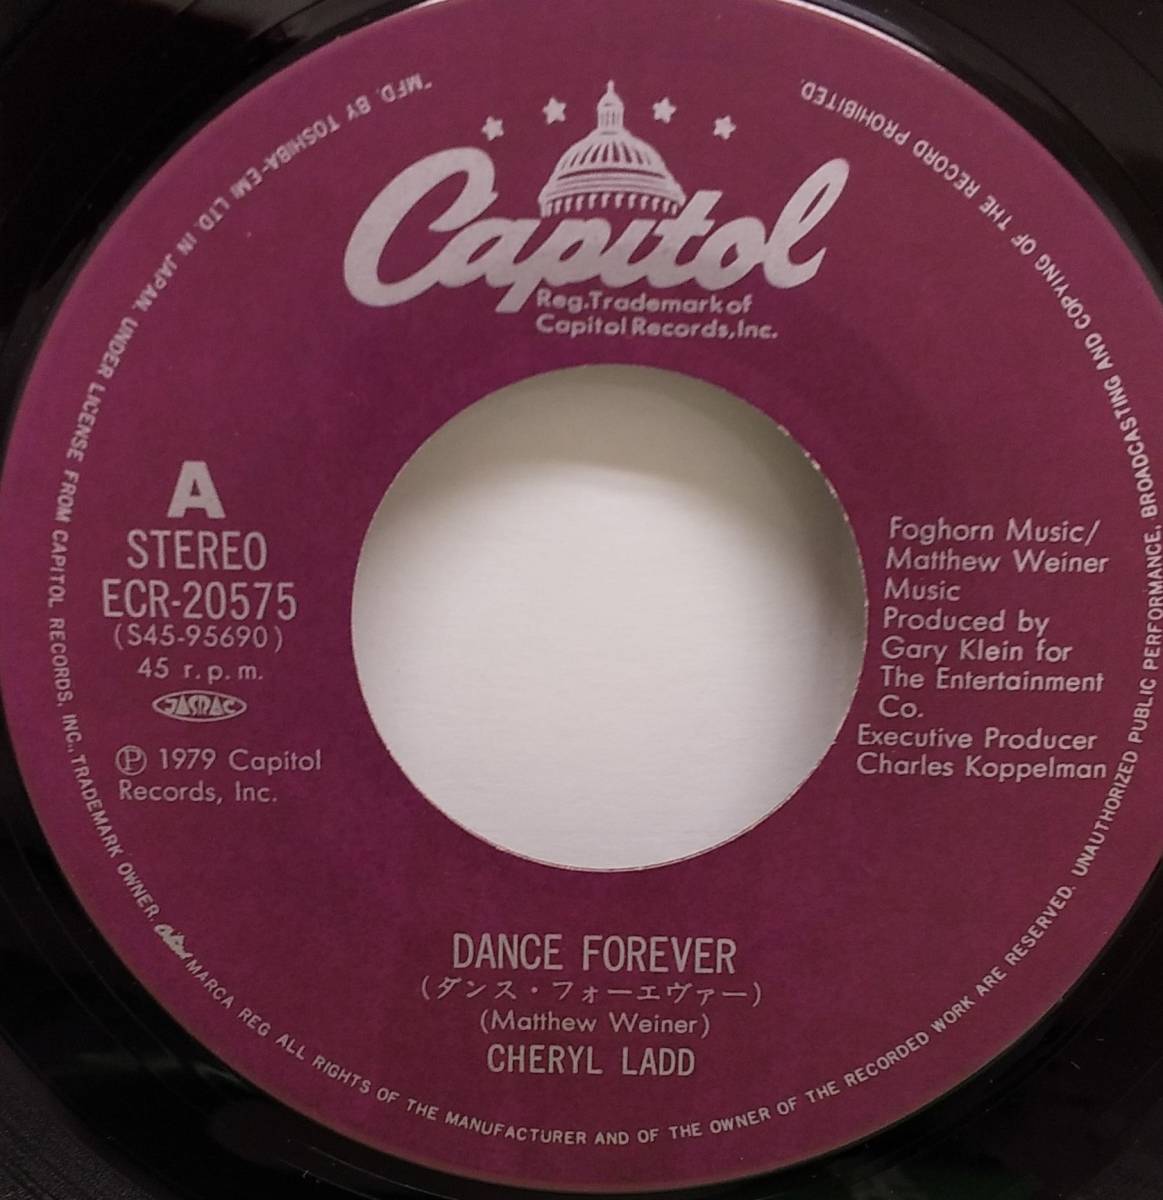 Capitol
Reg.Trademark of
Capitol Records,Inc.
A
STEREO
ECR-20575
(S45-95690)
45 r.p.m.
JASRAC
Ⓟ 1979 Capitol
Records, Inc.
Foghorn Music/
Matthew Weiner
Music
Produced by
Gary Klein for
The Entertainment
Co.
Executive Producer
Charles Koppelman
DANCE FOREVER
(ダンス・フォーエヴァー)
(Matthew Weiner)
CHERYL LADD
"MFD. BY TOSHIBA-EMI LTD. IN JAPAN. UNDER LICENSE FROM CAPITOL RECORDS, INC., TRADEMARK OWNER. Capitol MARCA REG ALL RIGHTS OF THE MANUFACTURER AND OF THE OWNER OF THE RECORDED WORK ARE RESERVED. UNAUTHORIZED PUBLIC PERFORMANCE, BROADCASTING AND COPYING OF THE RECORD PROHIBITED.